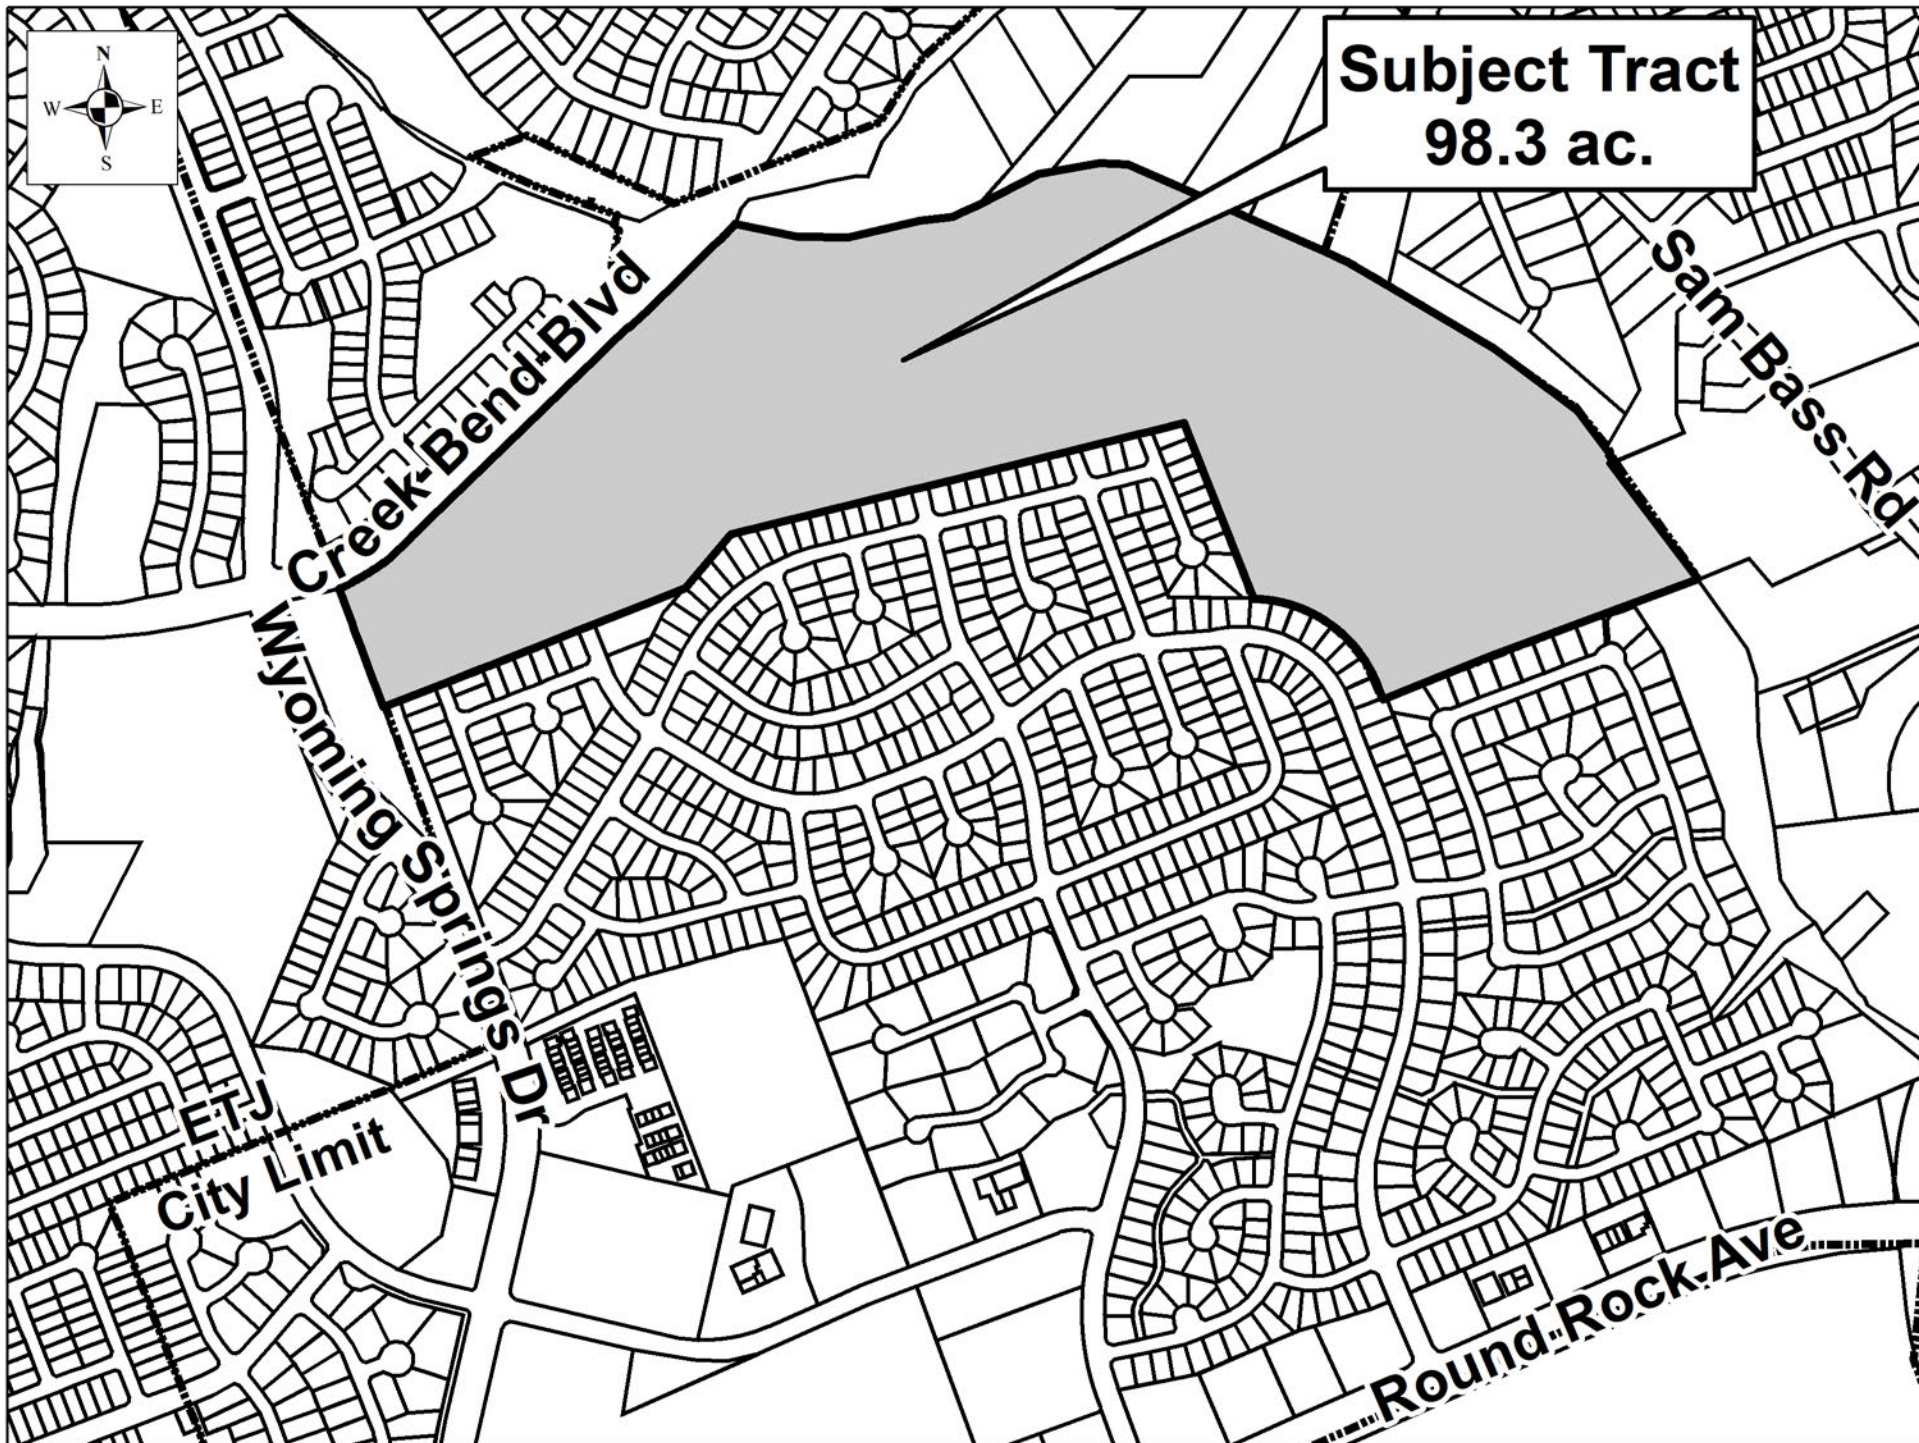 N
W E
S
Subject Tract
98.3 ac.
Sam Bass Rd
Creek Bend Blvd
Wyoming Springs Dr
ETJ
City Limit
Round Rock Ave